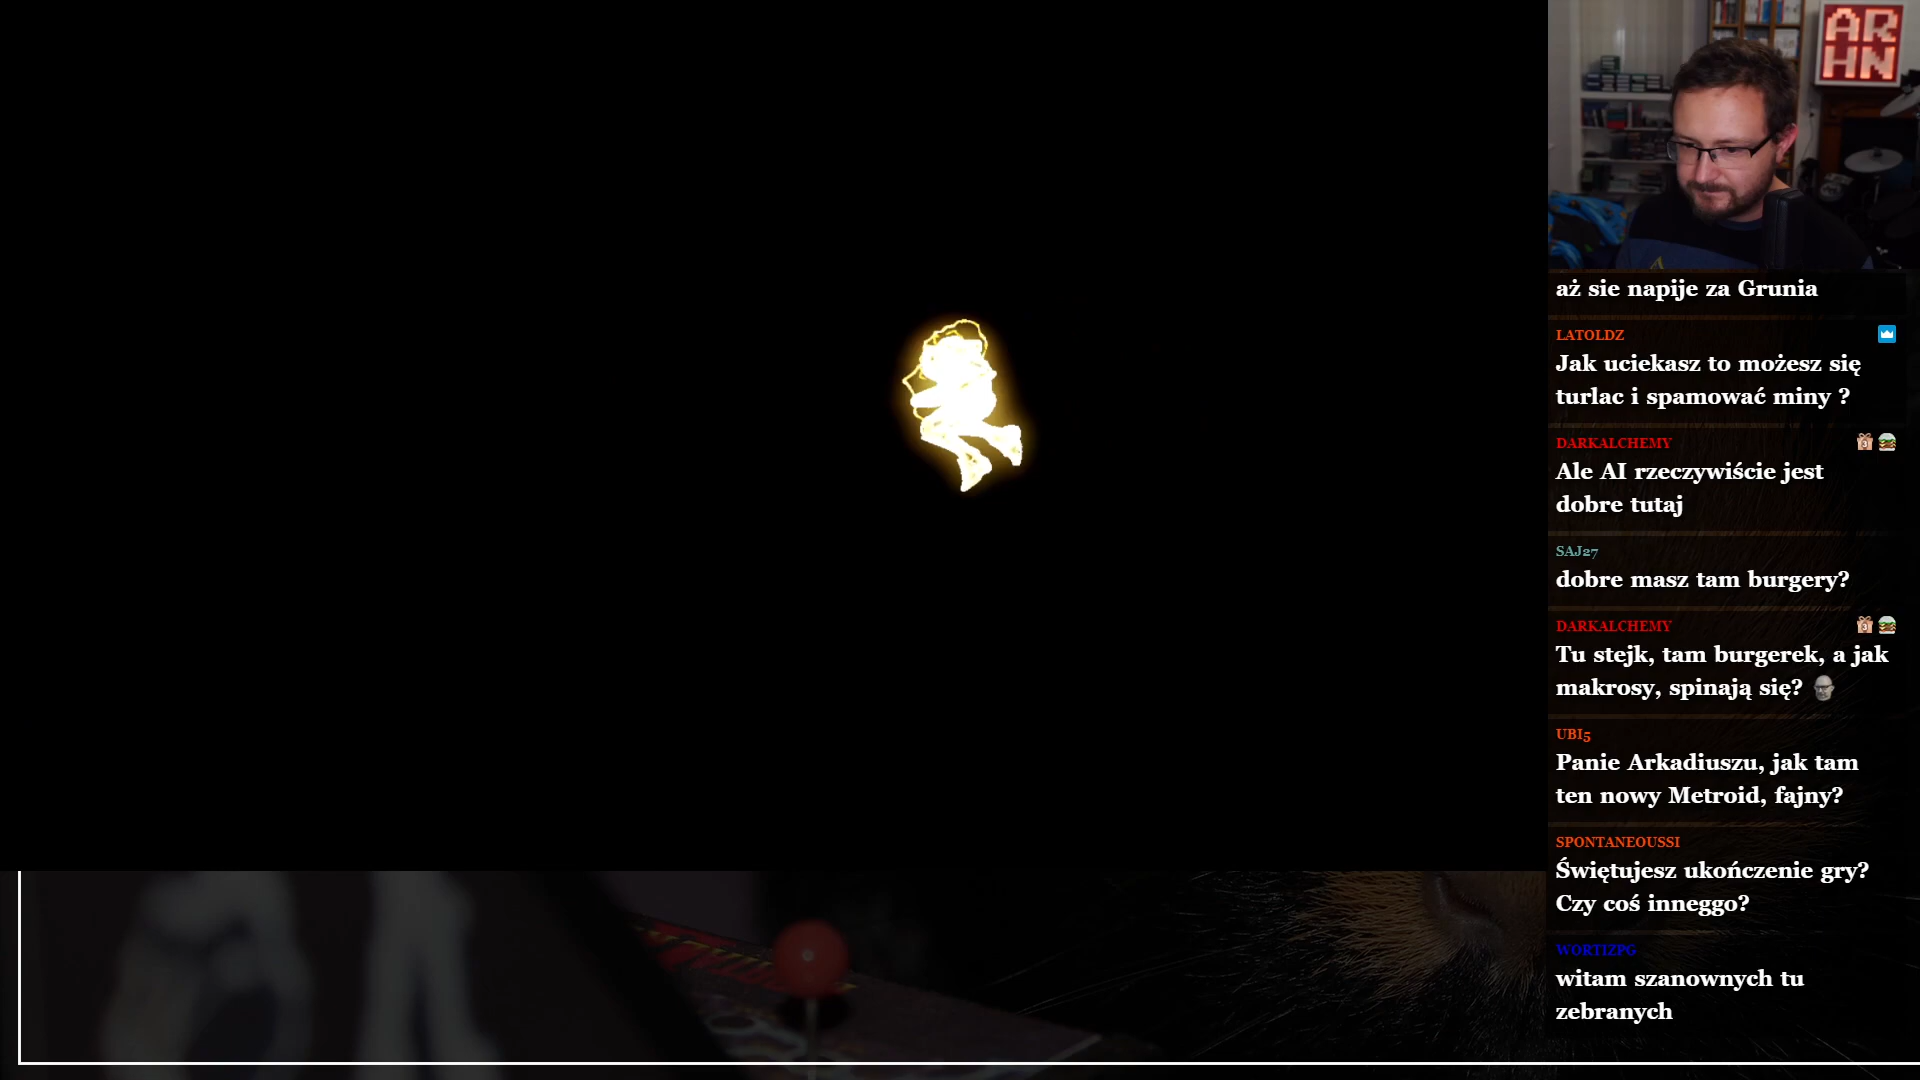 AR
HN
aż sie napije za Grunia
LATOLDZ
Jak uciekasz to możesz się
turlac i spamować miny ?
DARKALCHEMY
3
Ale AI rzeczywiście jest
dobre tutaj
SAJ27
dobre masz tam burgery?
DARKALCHEMY
3
Tu stejk, tam burgerek, a jak
makrosy, spinają się?
UBI5
Panie Arkadiuszu, jak tam
ten nowy Metroid, fajny?
SPONTANEOUSSI
Świętujesz ukończenie gry?
Czy coś inneggo?
WORTIZPG
witam szanownych tu
zebranych